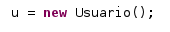 u = new Usuario();